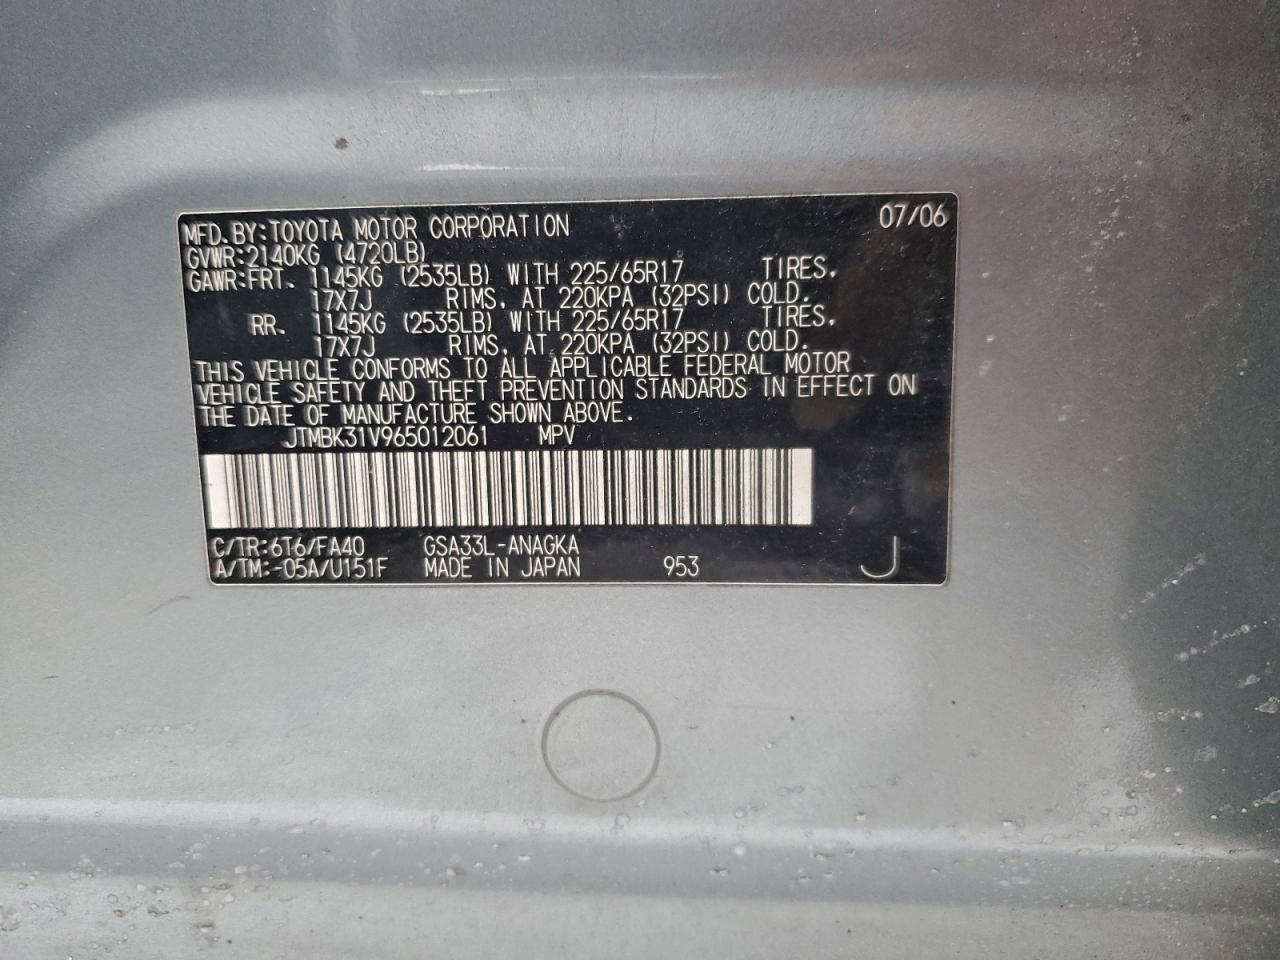 MFD.BY:TOYOTA MOTOR CORPORATION 07/06
GVWR:2140KG (4720LB)
GAWR:FRT. 1145KG (2535LB) WITH 225/65R17 TIRES,
17X7J RIMS, AT 220KPA (32PSI) COLD.
RR. 1145KG (2535LB) WITH 225/65R17 TIRES,
17X7J RIMS, AT 220KPA (32PSI) COLD.
THIS VEHICLE CONFORMS TO ALL APPLICABLE FEDERAL MOTOR
VEHICLE SAFETY AND THEFT PREVENTION STANDARDS IN EFFECT ON
THE DATE OF MANUFACTURE SHOWN ABOVE.
JTMBK31V965012061 MPV
C/TR:6T6/FA40 GSA33L-ANAGKA
A/TM:-05A/U151F MADE IN JAPAN 953 J